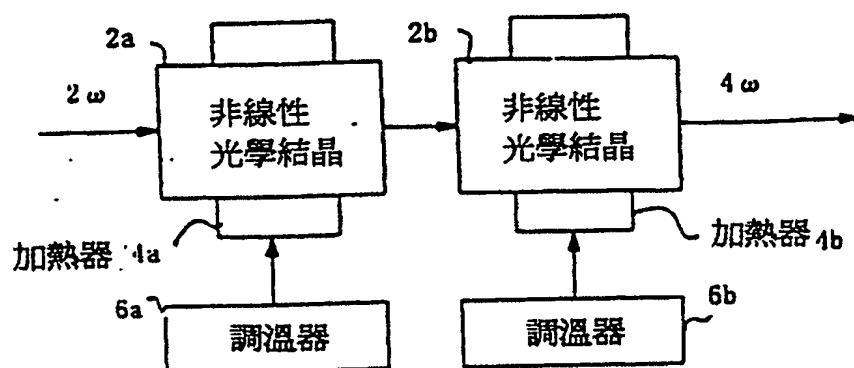 2a
2b
2ω
非線性
光學結晶
非線性
光學結晶
4ω
加熱器 4a
加熱器 4b
6a
調溫器
調溫器
6b